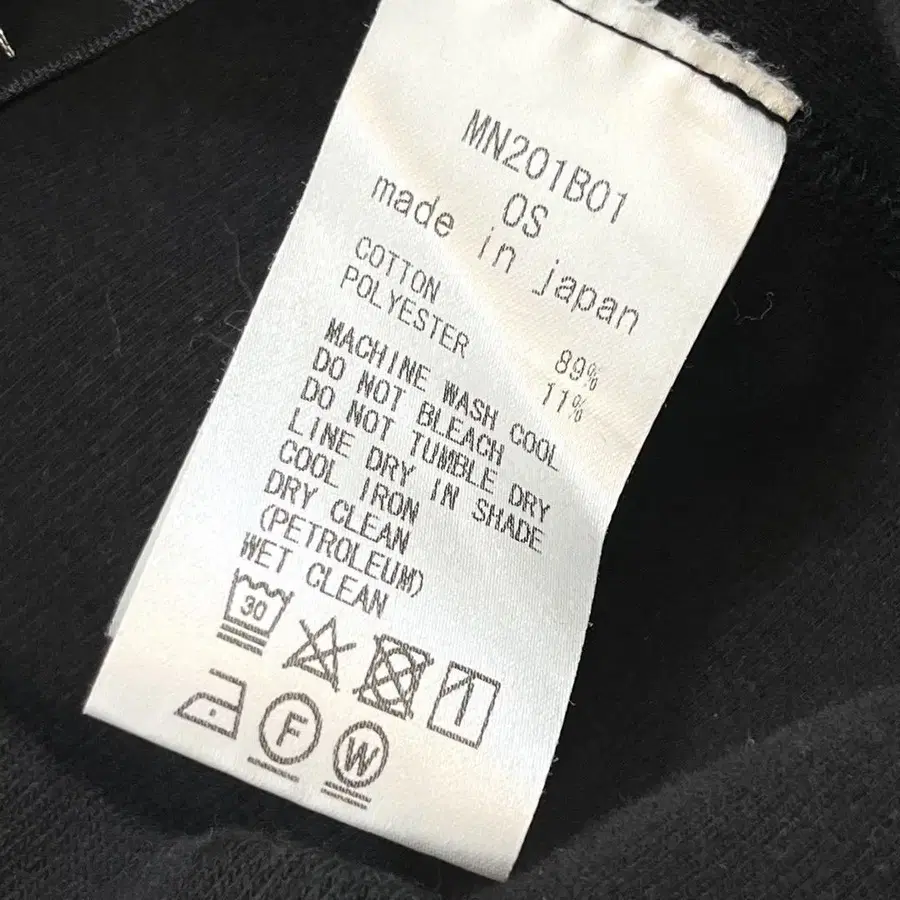 MN201B01
OS
made in japan
COTTON 89%
POLYESTER 11%
MACHINE WASH COOL
DO NOT BLEACH
DO NOT TUMBLE DRY
LINE DRY IN SHADE
COOL IRON
DRY CLEAN
(PETROLEUM)
WET CLEAN
30
F
W